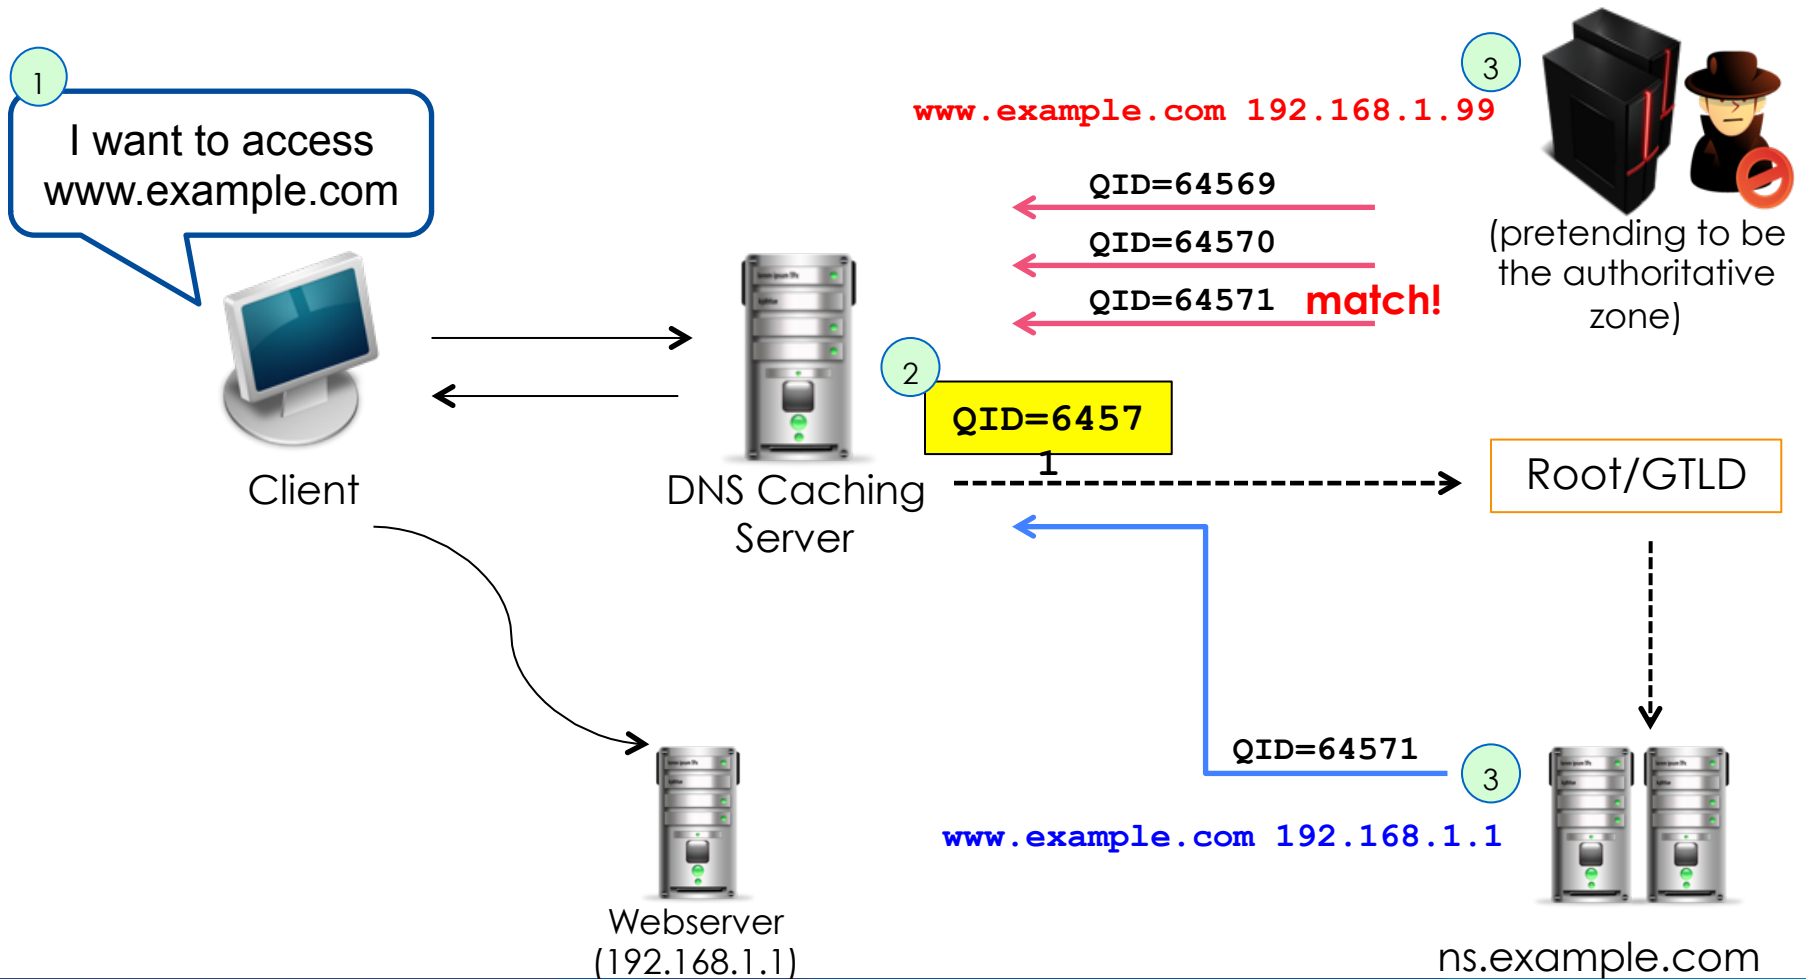 1
I want to access
www.example.com
3
www.example.com 192.168.1.99
QID=64569
QID=64570
QID=64571 match!
(pretending to be
the authoritative
zone)
2
QID=6457
1
Client
DNS Caching
Server
Root/GTLD
QID=64571
3
www.example.com 192.168.1.1
Webserver
(192.168.1.1)
ns.example.com